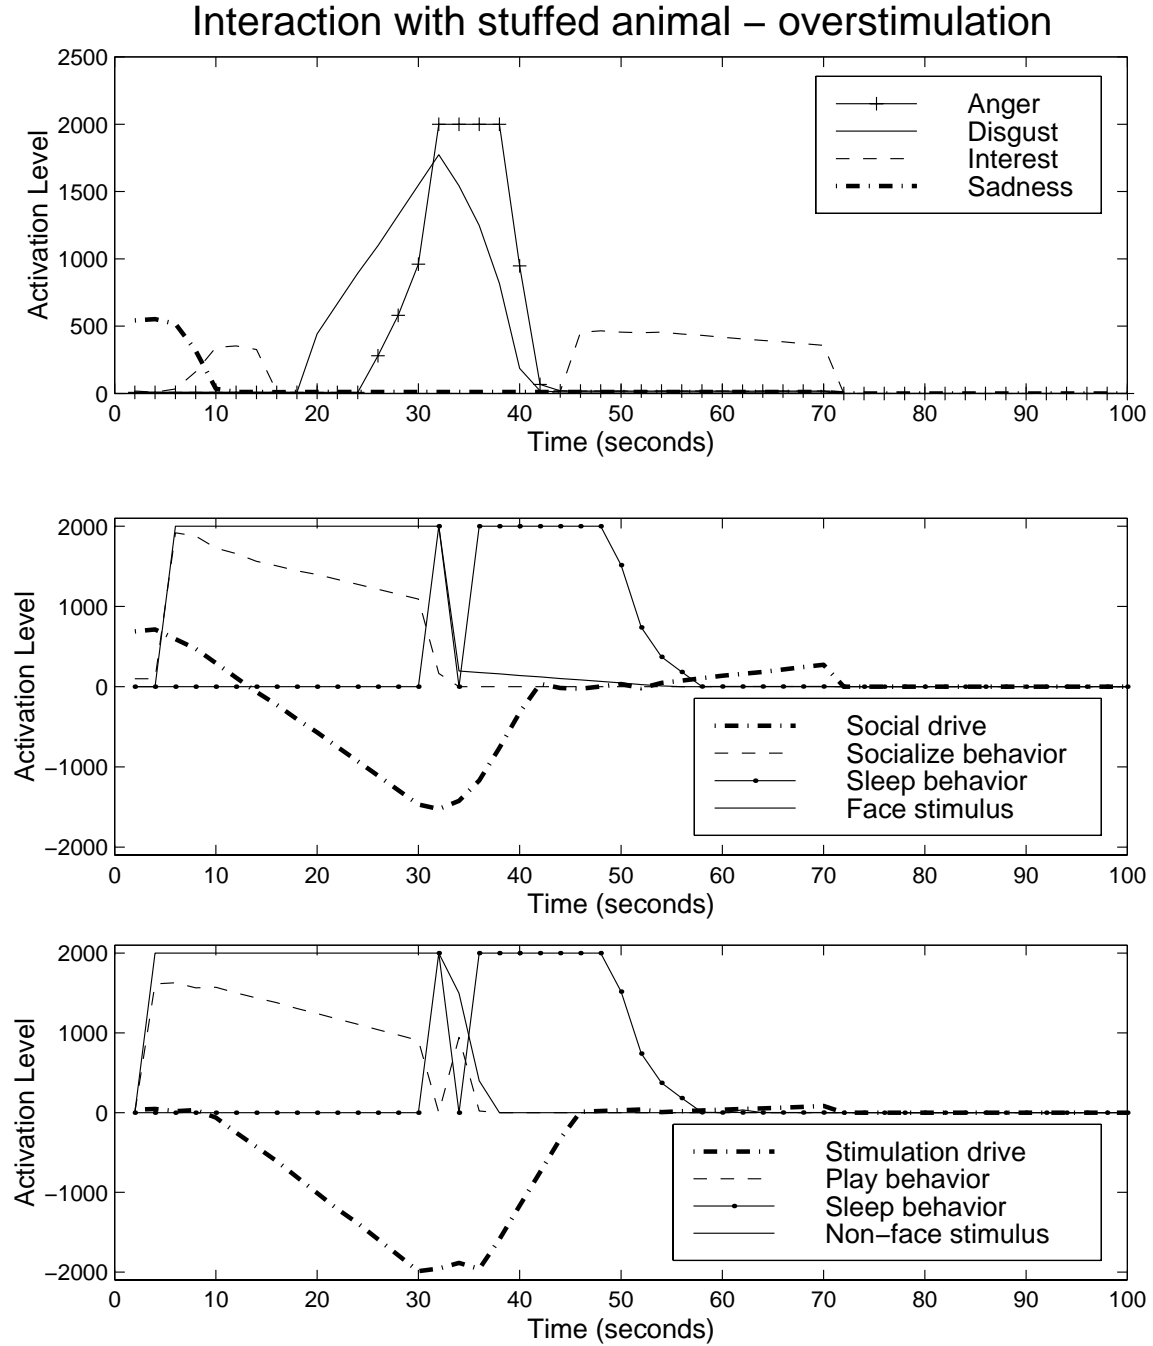 Interaction with stuffed animal − overstimulation
2500
2000
1500
1000
500
0
Activation Level
Anger
Disgust
Interest
Sadness
0 10 20 30 40 50 60 70 80 90 100
Time (seconds)
2000
1000
0
−1000
−2000
Activation Level
Social drive
Socialize behavior
Sleep behavior
Face stimulus
0 10 20 30 40 50 60 70 80 90 100
Time (seconds)
2000
1000
0
−1000
−2000
Activation Level
Stimulation drive
Play behavior
Sleep behavior
Non−face stimulus
0 10 20 30 40 50 60 70 80 90 100
Time (seconds)